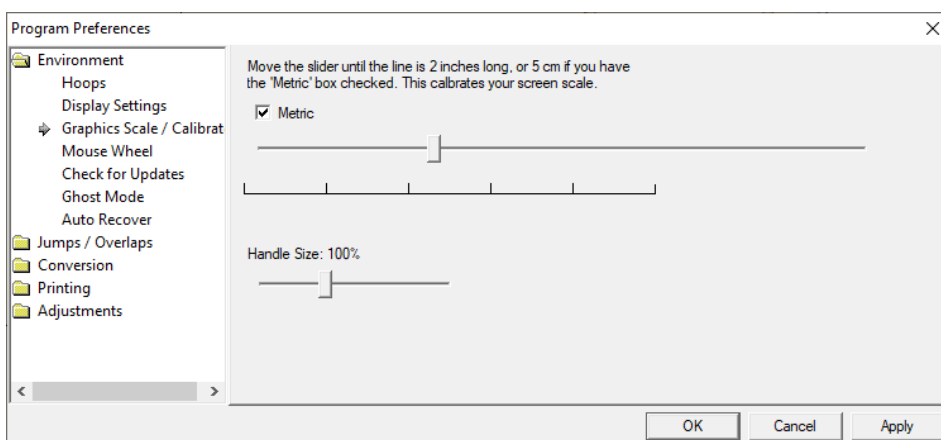 Program Preferences
Environment
Hoops
Display Settings
Graphics Scale / Calibrat
Mouse Wheel
Check for Updates
Ghost Mode
Auto Recover
Jumps / Overlaps
Conversion
Printing
Adjustments
Move the slider until the line is 2 inches long, or 5 cm if you have
the 'Metric' box checked. This calbrates your screen scale.
Metric
Handle Size: 100%
OK
Cancel
Apply